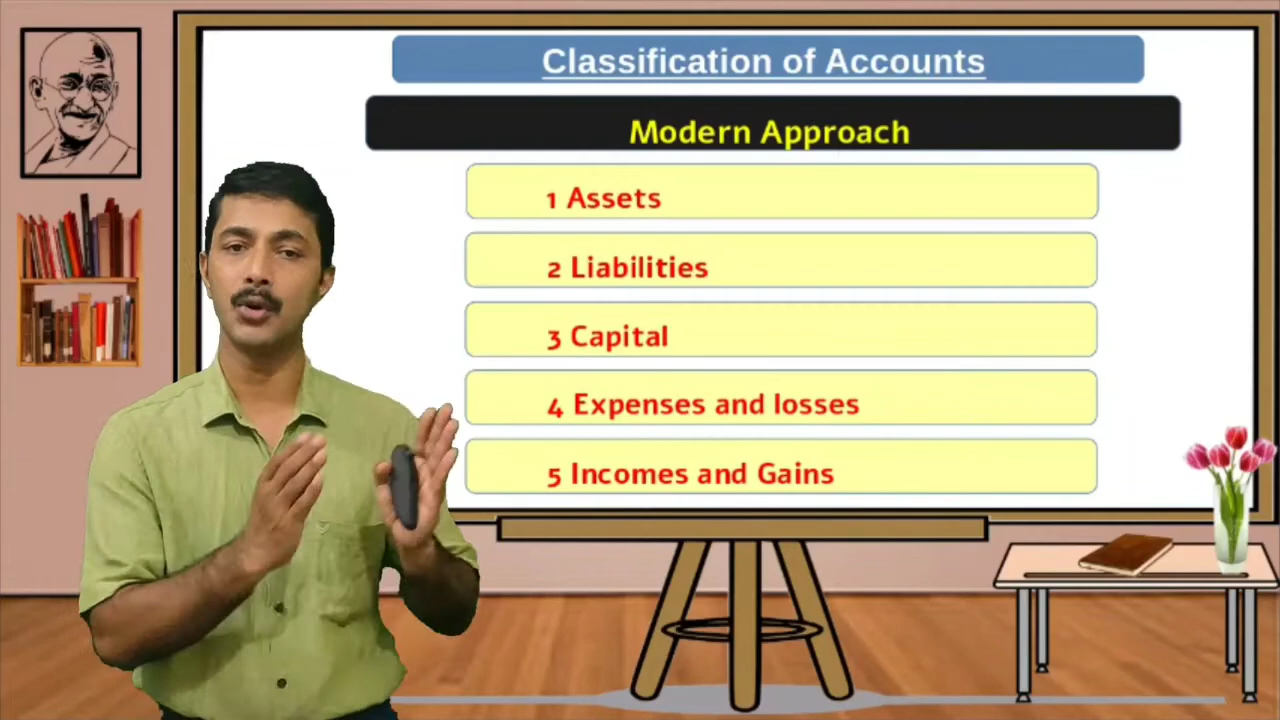 Classification of Accounts
Modern Approach
1 Assets
2 Liabilities
3 Capital
4 Expenses and losses
5 Incomes and Gains